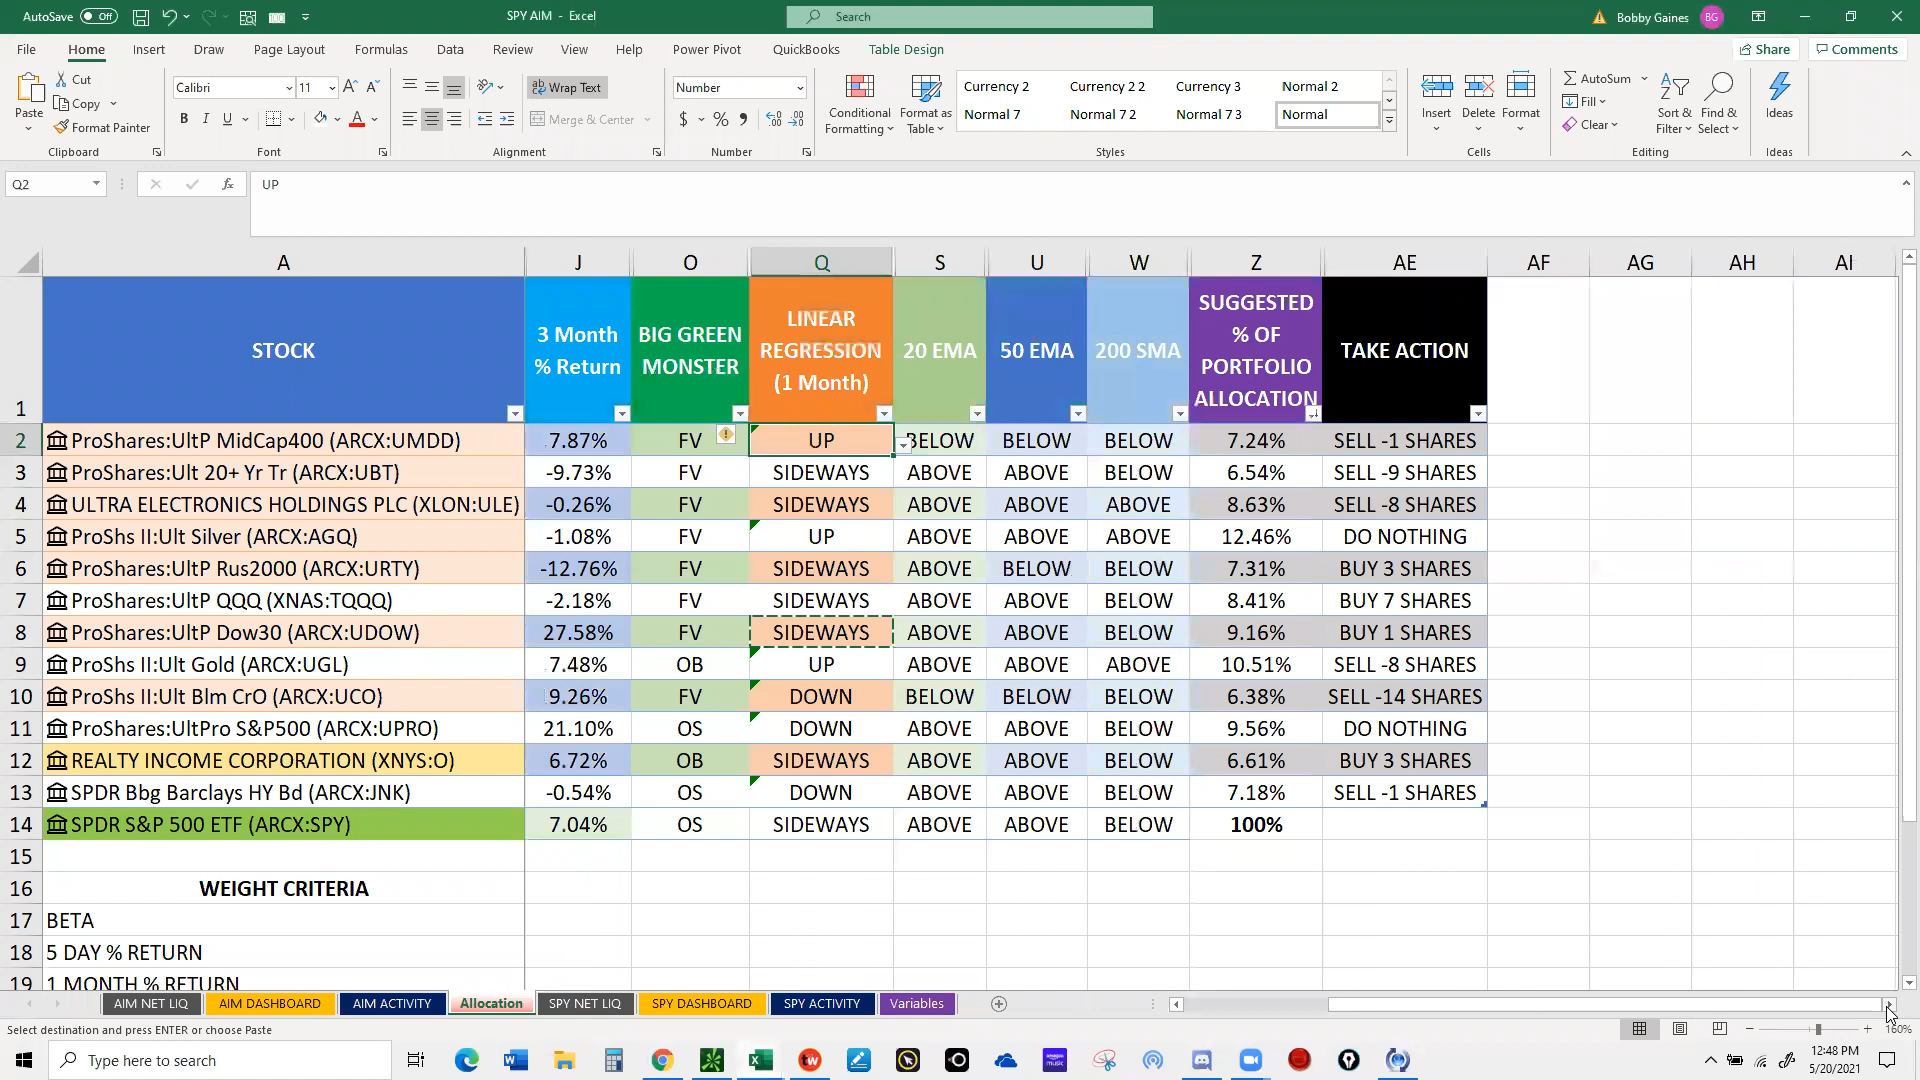 AutoSave Off SPY AIM - Excel Search Bobby Gaines BG
File Home Insert Draw Page Layout Formulas Data Review View Help Power Pivot QuickBooks Table Design Share Comments
Paste Cut Copy Format Painter Clipboard
Calibri 11 B I U A Font
Wrap Text Merge & Center Alignment
Number $ % Number
Conditional Formatting Format as Table
Currency 2 Currency 2 2 Currency 3 Normal 2
Normal 7 Normal 7 2 Normal 7 3 Normal
Styles
Insert Delete Format Cells
AutoSum Fill Clear Sort & Filter Find & Select Editing
Ideas Ideas
Q2 fx UP
A J O Q S U W Z AE AF AG AH AI
1 STOCK 3 Month % Return BIG GREEN MONSTER LINEAR REGRESSION (1 Month) 20 EMA 50 EMA 200 SMA SUGGESTED % OF PORTFOLIO ALLOCATION TAKE ACTION
2 ProShares:UltP MidCap400 (ARCX:UMDD) 7.87% FV UP BELOW BELOW BELOW 7.24% SELL -1 SHARES
3 ProShares:Ult 20+ Yr Tr (ARCX:UBT) -9.73% FV SIDEWAYS ABOVE ABOVE BELOW 6.54% SELL -9 SHARES
4 ULTRA ELECTRONICS HOLDINGS PLC (XLON:ULE) -0.26% FV SIDEWAYS ABOVE ABOVE ABOVE 8.63% SELL -8 SHARES
5 ProShs II:Ult Silver (ARCX:AGQ) -1.08% FV UP ABOVE ABOVE ABOVE 12.46% DO NOTHING
6 ProShares:UltP Rus2000 (ARCX:URTY) -12.76% FV SIDEWAYS ABOVE BELOW BELOW 7.31% BUY 3 SHARES
7 ProShares:UltP QQQ (XNAS:TQQQ) -2.18% FV SIDEWAYS ABOVE ABOVE BELOW 8.41% BUY 7 SHARES
8 ProShares:UltP Dow30 (ARCX:UDOW) 27.58% FV SIDEWAYS ABOVE ABOVE BELOW 9.16% BUY 1 SHARES
9 ProShs II:Ult Gold (ARCX:UGL) 7.48% OB UP ABOVE ABOVE ABOVE 10.51% SELL -8 SHARES
10 ProShs II:Ult Blm CrO (ARCX:UCO) 9.26% FV DOWN BELOW BELOW BELOW 6.38% SELL -14 SHARES
11 ProShares:UltPro S&P500 (ARCX:UPRO) 21.10% OS DOWN ABOVE ABOVE BELOW 9.56% DO NOTHING
12 REALTY INCOME CORPORATION (XNYS:O) 6.72% OB SIDEWAYS ABOVE ABOVE BELOW 6.61% BUY 3 SHARES
13 SPDR Bbg Barclays HY Bd (ARCX:JNK) -0.54% OS DOWN ABOVE ABOVE BELOW 7.18% SELL -1 SHARES
14 SPDR S&P 500 ETF (ARCX:SPY) 7.04% OS SIDEWAYS ABOVE ABOVE BELOW 100%
15
16 WEIGHT CRITERIA
17 BETA
18 5 DAY % RETURN
19 1 MONTH % RETURN
AIM NET LIQ AIM DASHBOARD AIM ACTIVITY Allocation SPY NET LIQ SPY DASHBOARD SPY ACTIVITY Variables
Select destination and press ENTER or choose Paste 160%
Type here to search 12:48 PM
5/20/2021